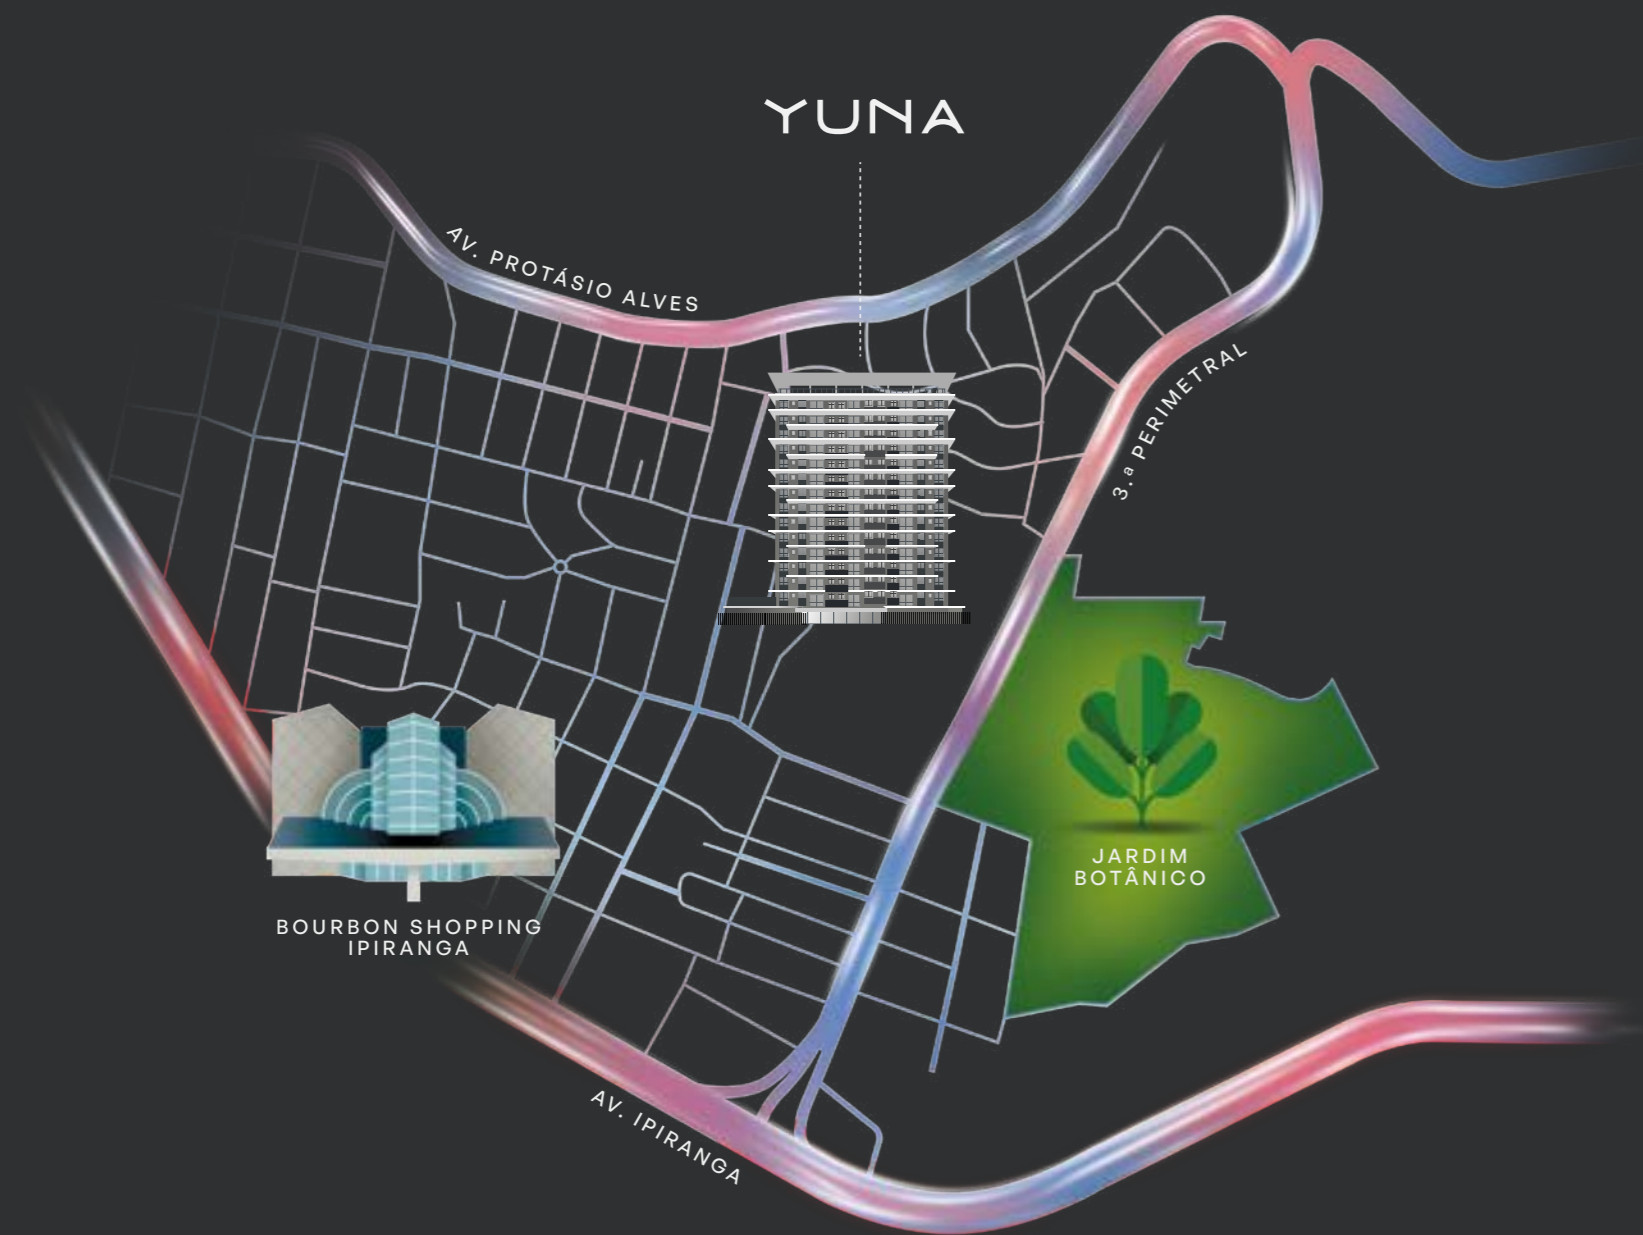 YUNA
AV. PROTÁSIO ALVES
3.ª PERIMETRAL
JARDIM
BOTÂNICO
BOURBON SHOPPING
IPIRANGA
AV. IPIRANGA